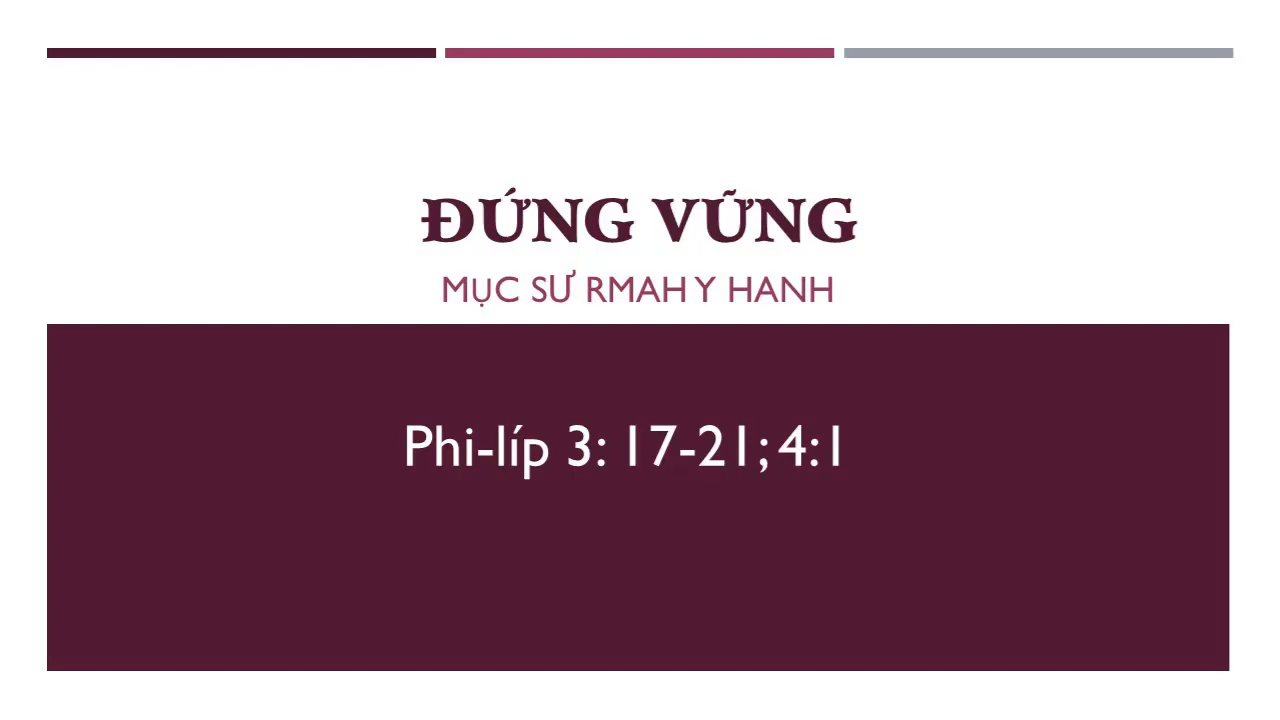 ĐỨNG VỮNG
MỤC SƯ RMAH Y HANH
Phi-líp 3: 17-21; 4:1